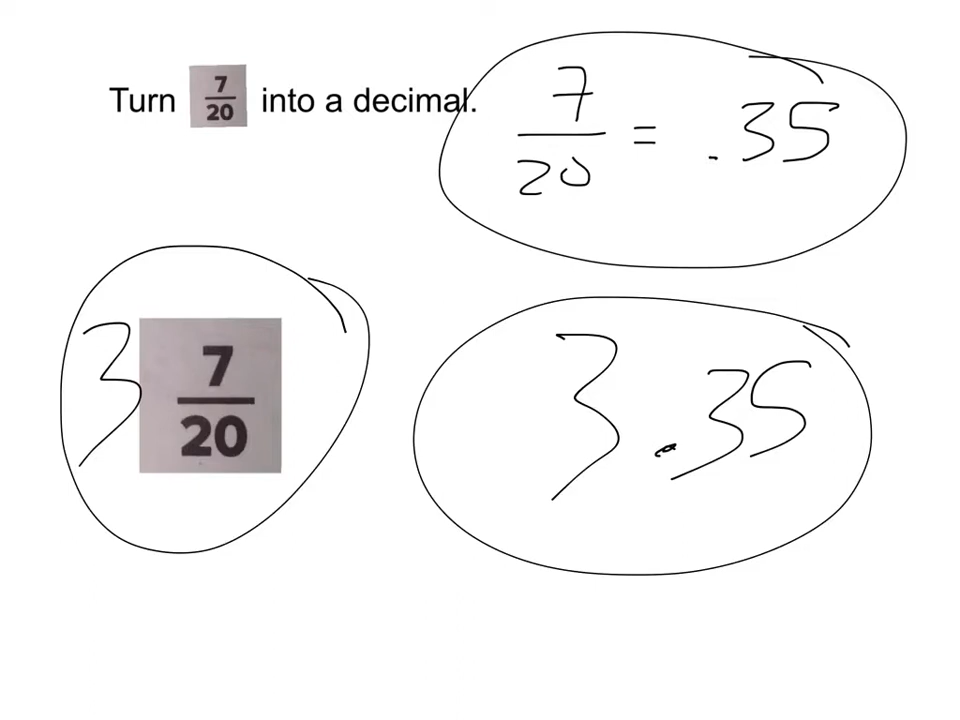 Turn 7/20 into a decimal.
7/20 = .35
3 7/20
3.35